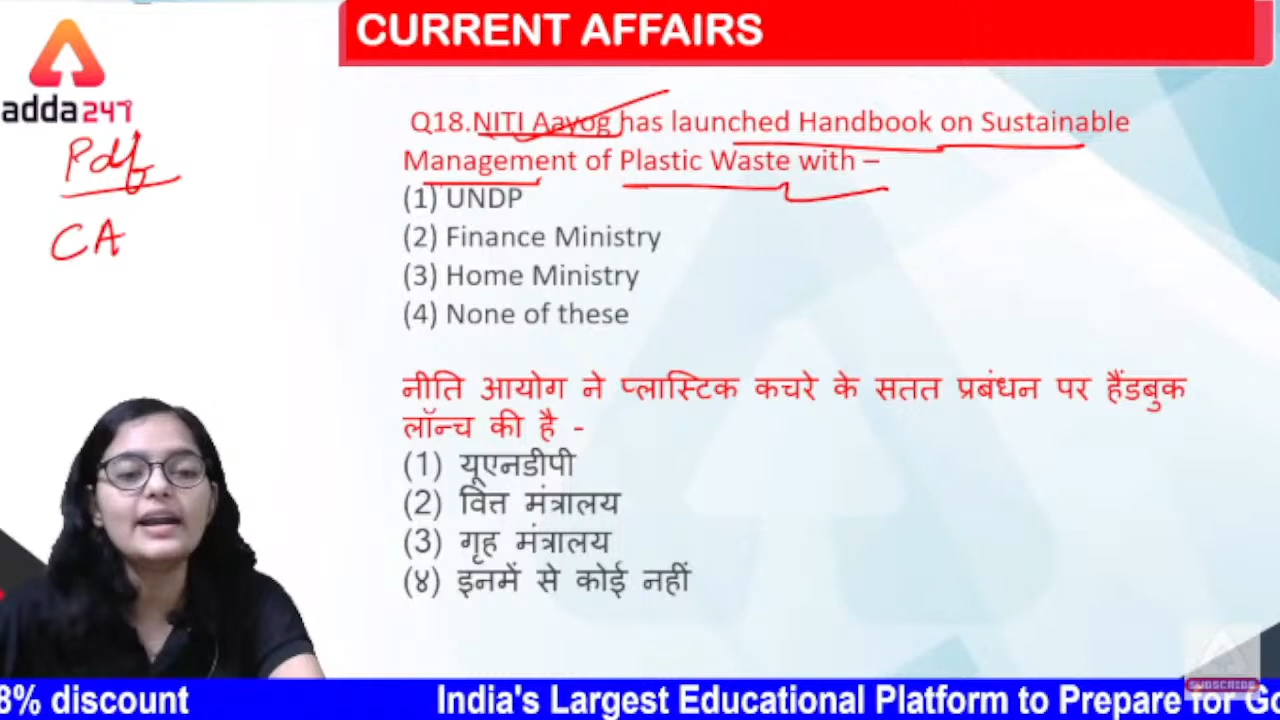 CURRENT AFFAIRS
adda247
Pdf
CA
Q18.NITI Aayog has launched Handbook on Sustainable
Management of Plastic Waste with –
(1) UNDP
(2) Finance Ministry
(3) Home Ministry
(4) None of these
नीति आयोग ने प्लास्टिक कचरे के सतत प्रबंधन पर हैंडबुक
लॉन्च की है -
(1) यूएनडीपी
(2) वित्त मंत्रालय
(3) गृह मंत्रालय
(४) इनमें से कोई नहीं
SUBSCRIBE
8% discount India's Largest Educational Platform to Prepare for Go